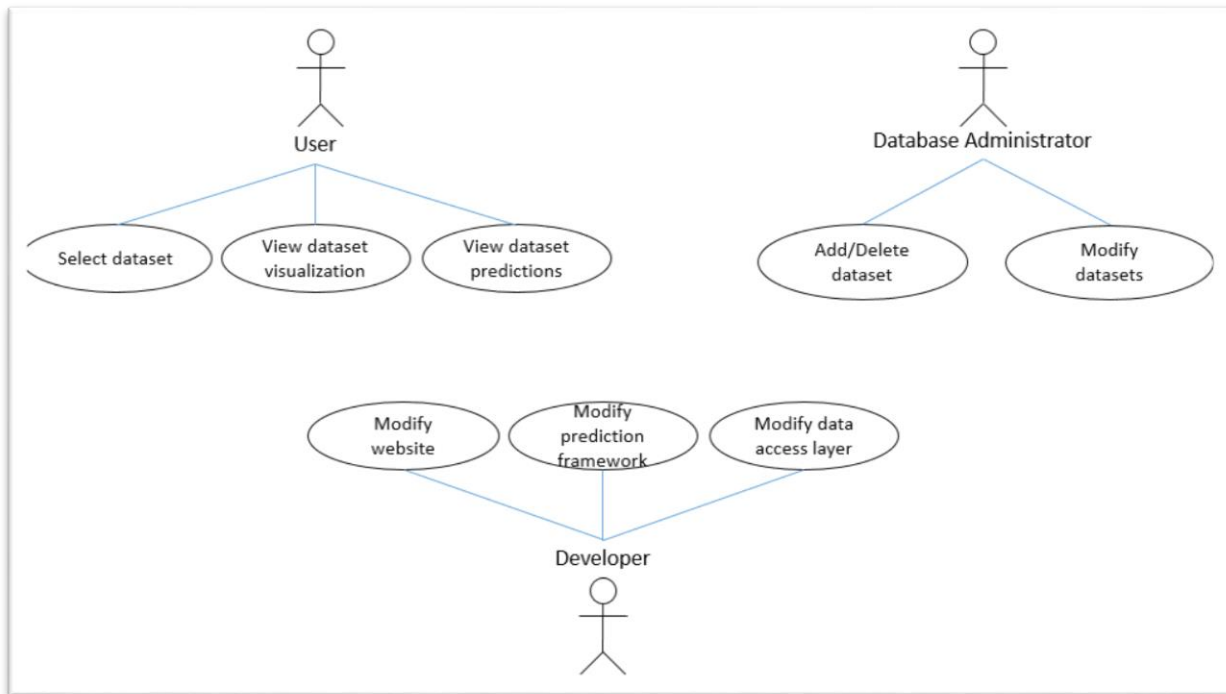 User
Database Administrator
Select dataset
View dataset
visualization
View dataset
predictions
Add/Delete
dataset
Modify
datasets
Modify
website
Modify
prediction
framework
Modify data
access layer
Developer